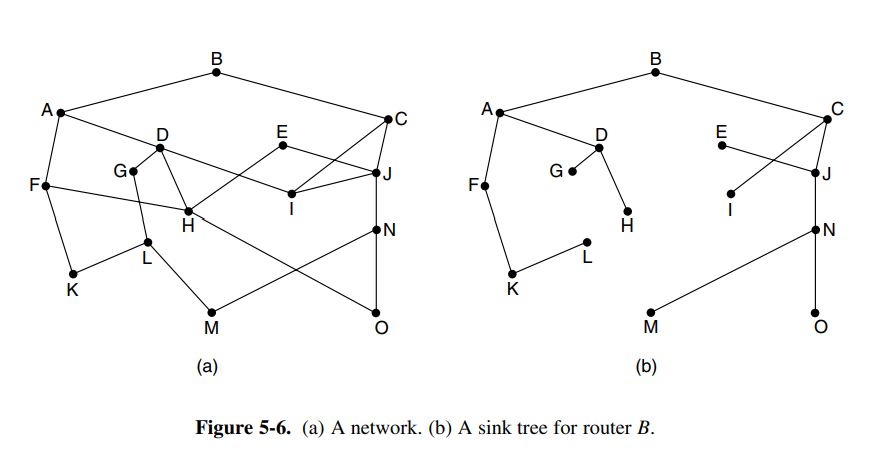 B B
A C A C
D E D E
G J G J
F I F I
H N H N
L L
K K
M O M O
(a) (b)
Figure 5-6. (a) A network. (b) A sink tree for router B.